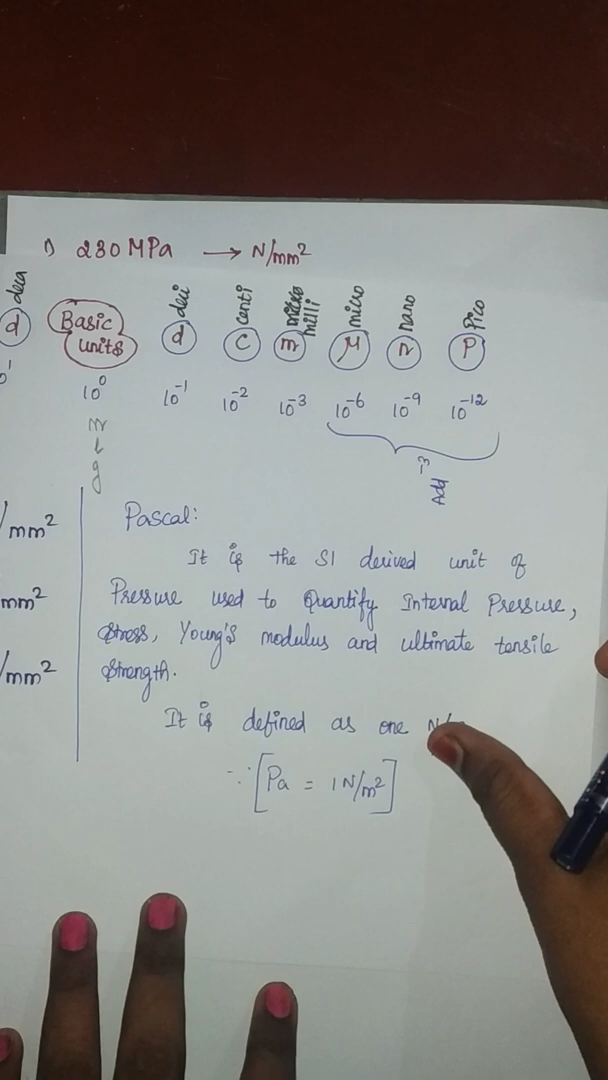 1) 230 MPa → N/mm²
deca deci centi milli micro nano pico
d Basic units d c m μ n P
10⁰ 10⁻¹ 10⁻² 10⁻³ 10⁻⁶ 10⁻⁹ 10⁻¹²
Add -3
/mm²
mm²
/mm²
Pascal:
It is the SI derived unit of
Pressure used to quantify Internal Pressure,
stress, Young's modulus and ultimate tensile
strength.
It is defined as one
∵ [Pa = 1 N/m²]